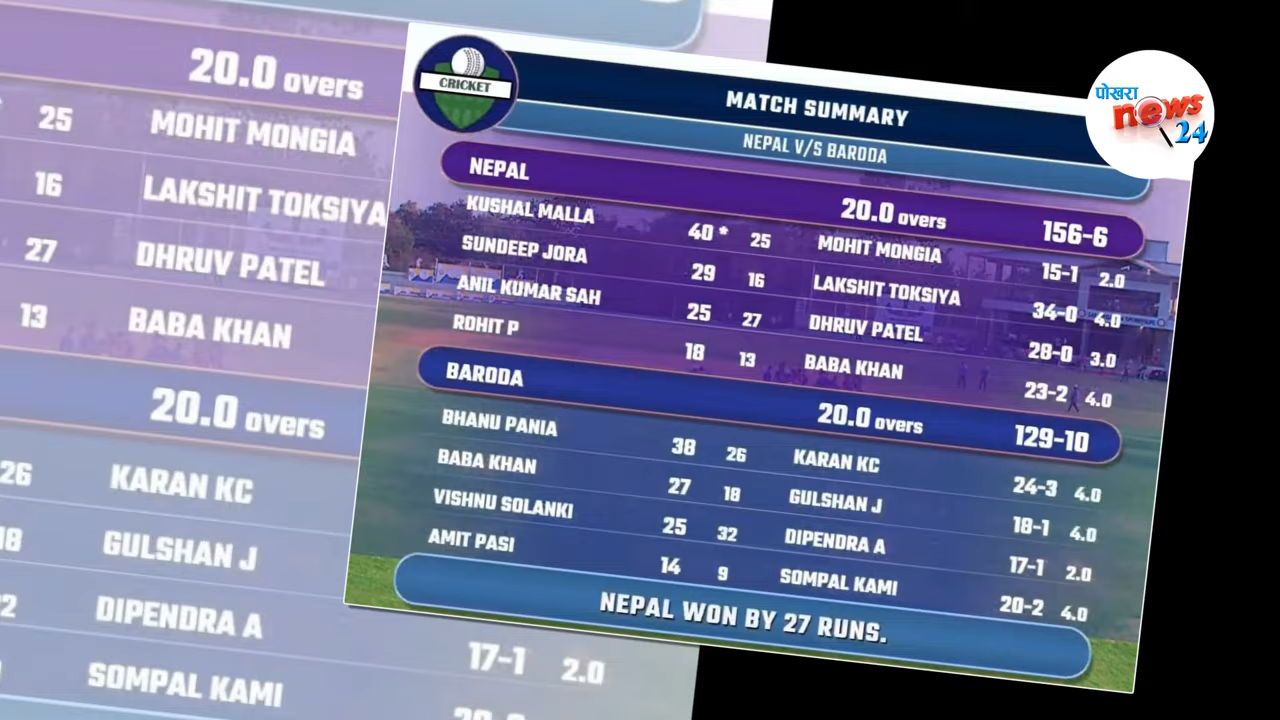 20.0 overs
25 MOHIT MONGIA
16 LAKSHIT TOKSIYA
27 DHRUV PATEL
13 BABA KHAN
20.0 overs
26 KARAN KC
GULSHAN J
DIPENDRA A
17-1 2.0
SOMPAL KAMI
CRICKET
MATCH SUMMARY
NEPAL V/S BARODA
NEPAL 20.0 overs 156-6
KUSHAL MALLA 40* 25 MOHIT MONGIA 15-1 2.0
SUNDEEP JORA 29 16 LAKSHIT TOKSIYA 34-0 4.0
ANIL KUMAR SAH 25 27 DHRUV PATEL 28-0 3.0
ROHIT P 18 13 BABA KHAN 23-2 4.0
BARODA 20.0 overs 129-10
BHANU PANIA 38 26 KARAN KC 24-3 4.0
BABA KHAN 27 18 GULSHAN J 18-1 4.0
VISHNU SOLANKI 25 32 DIPENDRA A 17-1 2.0
AMIT PASI 14 9 SOMPAL KAMI 20-2 4.0
NEPAL WON BY 27 RUNS.
पोखरा
news
24